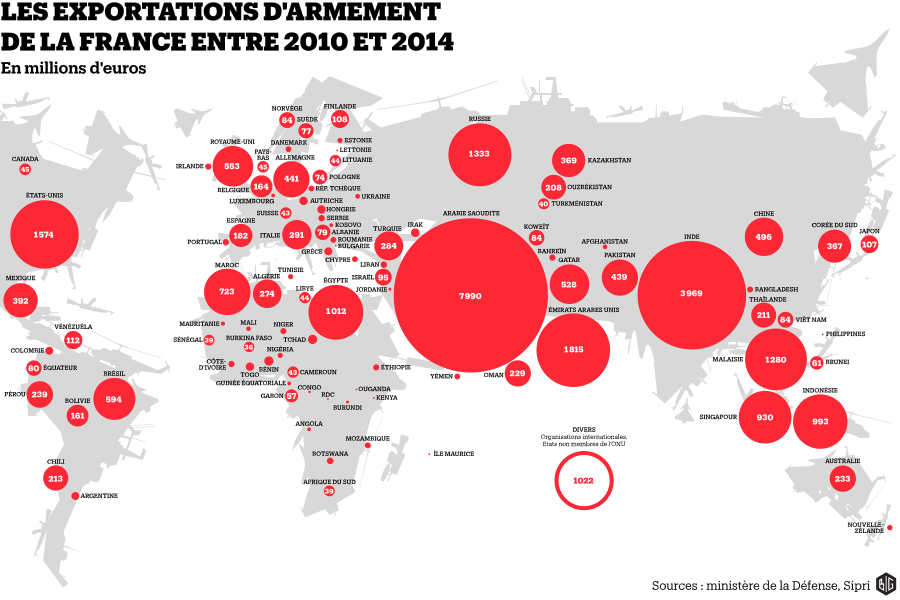 LES EXPORTATIONS D'ARMEMENT
DE LA FRANCE ENTRE 2010 ET 2014
En millions d'euros
CANADA
45
ÉTATS-UNIS
1574
MEXIQUE
392
VÉNÉZUÉLA
112
COLOMBIE
80
ÉQUATEUR
PÉROU
239
BRÉSIL
594
BOLIVIE
161
CHILI
213
ARGENTINE
NORVÈGE
84
SUÈDE
77
FINLANDE
108
DANEMARK
ESTONIE
LETTONIE
44
LITUANIE
ROYAUME-UNI
553
IRLANDE
PAYS-
BAS
45
ALLEMAGNE
441
74
POLOGNE
BELGIQUE
164
LUXEMBOURG
RÉP. TCHÈQUE
AUTRICHE
UKRAINE
SUISSE
43
HONGRIE
SERBIE
KOSOVO
79
ALBANIE
ROUMANIE
BULGARIE
ESPAGNE
182
PORTUGAL
ITALIE
291
GRÈCE
CHYPRE
TURQUIE
284
IRAK
LIBAN
ISRAËL
95
JORDANIE
RUSSIE
1333
369
KAZAKHSTAN
208
OUZBÉKISTAN
40
TURKMÉNISTAN
ARABIE SAOUDITE
7990
KOWEÏT
84
BAHREÏN
QATAR
528
AFGHANISTAN
PAKISTAN
439
ÉMIRATS ARABES UNIS
1815
OMAN
229
YÉMEN
INDE
3969
CHINE
496
CORÉE DU SUD
367
JAPON
107
BANGLADESH
THAÏLANDE
211
84
VIÊT NAM
PHILIPPINES
MALAISIE
1280
61
BRUNEI
SINGAPOUR
930
INDONÉSIE
993
AUSTRALIE
233
NOUVELLE-
ZÉLANDE
MAROC
723
ALGÉRIE
274
TUNISIE
LIBYE
44
ÉGYPTE
1012
MAURITANIE
SÉNÉGAL
39
MALI
BURKINA FASO
36
NIGER
TCHAD
NIGÉRIA
CÔTE-
D'IVOIRE
TOGO
BÉNIN
43
CAMEROUN
GUINÉE ÉQUATORIALE
GABON
57
CONGO
RDC
OUGANDA
KENYA
BURUNDI
ÉTHIOPIE
ANGOLA
MOZAMBIQUE
BOTSWANA
AFRIQUE DU SUD
39
ÎLE MAURICE
DIVERS
Organisations internationales,
Etats non membres de l'ONU
1022
Sources : ministère de la Défense, Sipri
BIG